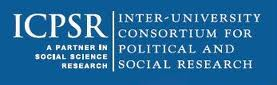 ICPSR
A PARTNER IN
SOCIAL SCIENCE
RESEARCH
INTER-UNIVERSITY
CONSORTIUM FOR
POLITICAL AND
SOCIAL RESEARCH